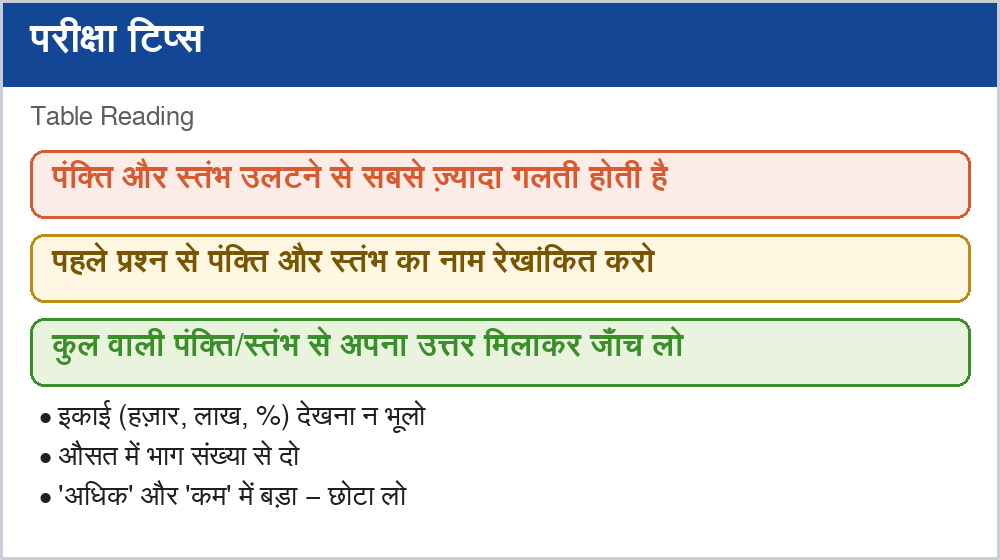 परीक्षा टिप्स
Table Reading
पंक्ति और स्तंभ उलटने से सबसे ज़्यादा गलती होती है
पहले प्रश्न से पंक्ति और स्तंभ का नाम रेखांकित करो
कुल वाली पंक्ति/स्तंभ से अपना उत्तर मिलाकर जाँच लो
• इकाई (हज़ार, लाख, %) देखना न भूलो
• औसत में भाग संख्या से दो
• 'अधिक' और 'कम' में बड़ा – छोटा लो